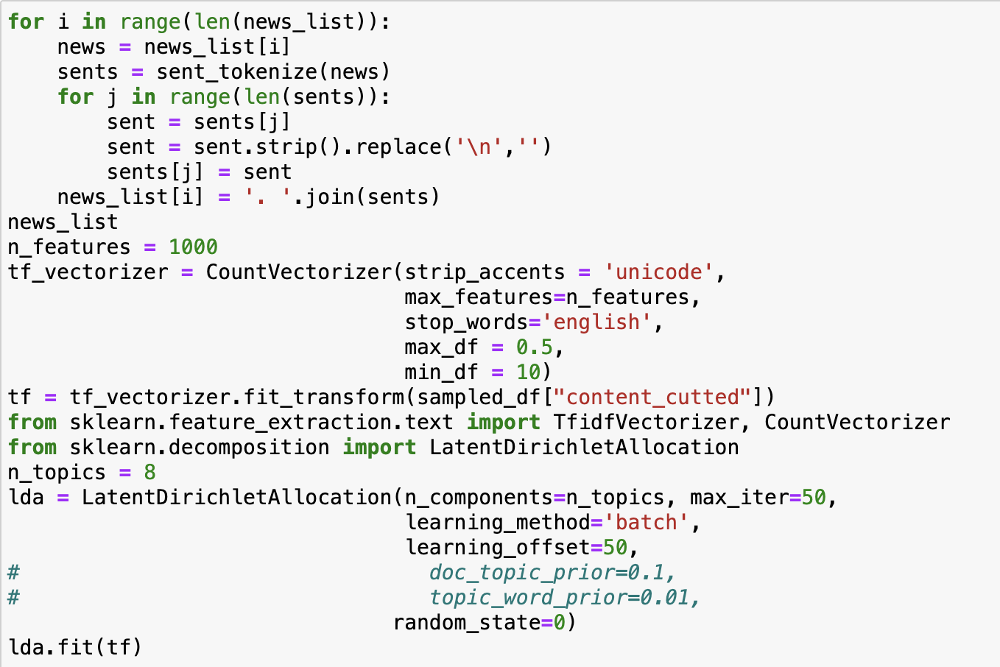 for i in range(len(news_list)):
    news = news_list[i]
    sents = sent_tokenize(news)
    for j in range(len(sents)):
        sent = sents[j]
        sent = sent.strip().replace('\n','')
        sents[j] = sent
    news_list[i] = '. '.join(sents)
news_list
n_features = 1000
tf_vectorizer = CountVectorizer(strip_accents = 'unicode',
                                max_features=n_features,
                                stop_words='english',
                                max_df = 0.5,
                                min_df = 10)
tf = tf_vectorizer.fit_transform(sampled_df["content_cutted"])
from sklearn.feature_extraction.text import TfidfVectorizer, CountVectorizer
from sklearn.decomposition import LatentDirichletAllocation
n_topics = 8
lda = LatentDirichletAllocation(n_components=n_topics, max_iter=50,
                                learning_method='batch',
                                learning_offset=50,
#                                 doc_topic_prior=0.1,
#                                 topic_word_prior=0.01,
                               random_state=0)
lda.fit(tf)